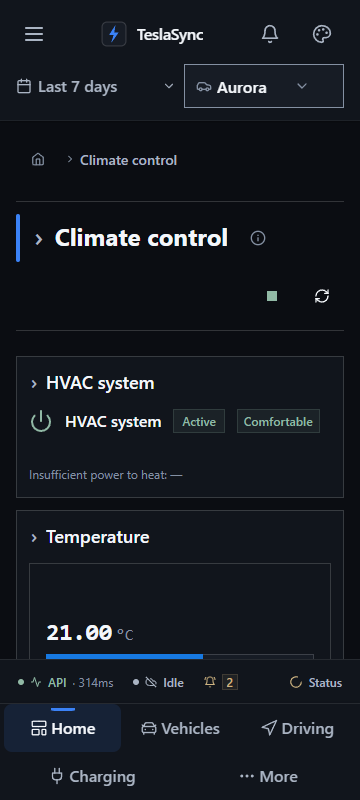 TeslaSync
Last 7 days
Aurora
Climate control
Climate control
HVAC system
HVAC system Active Comfortable
Insufficient power to heat: —
Temperature
21.00 °C
API · 314ms Idle 2 Status
Home Vehicles Driving
Charging More